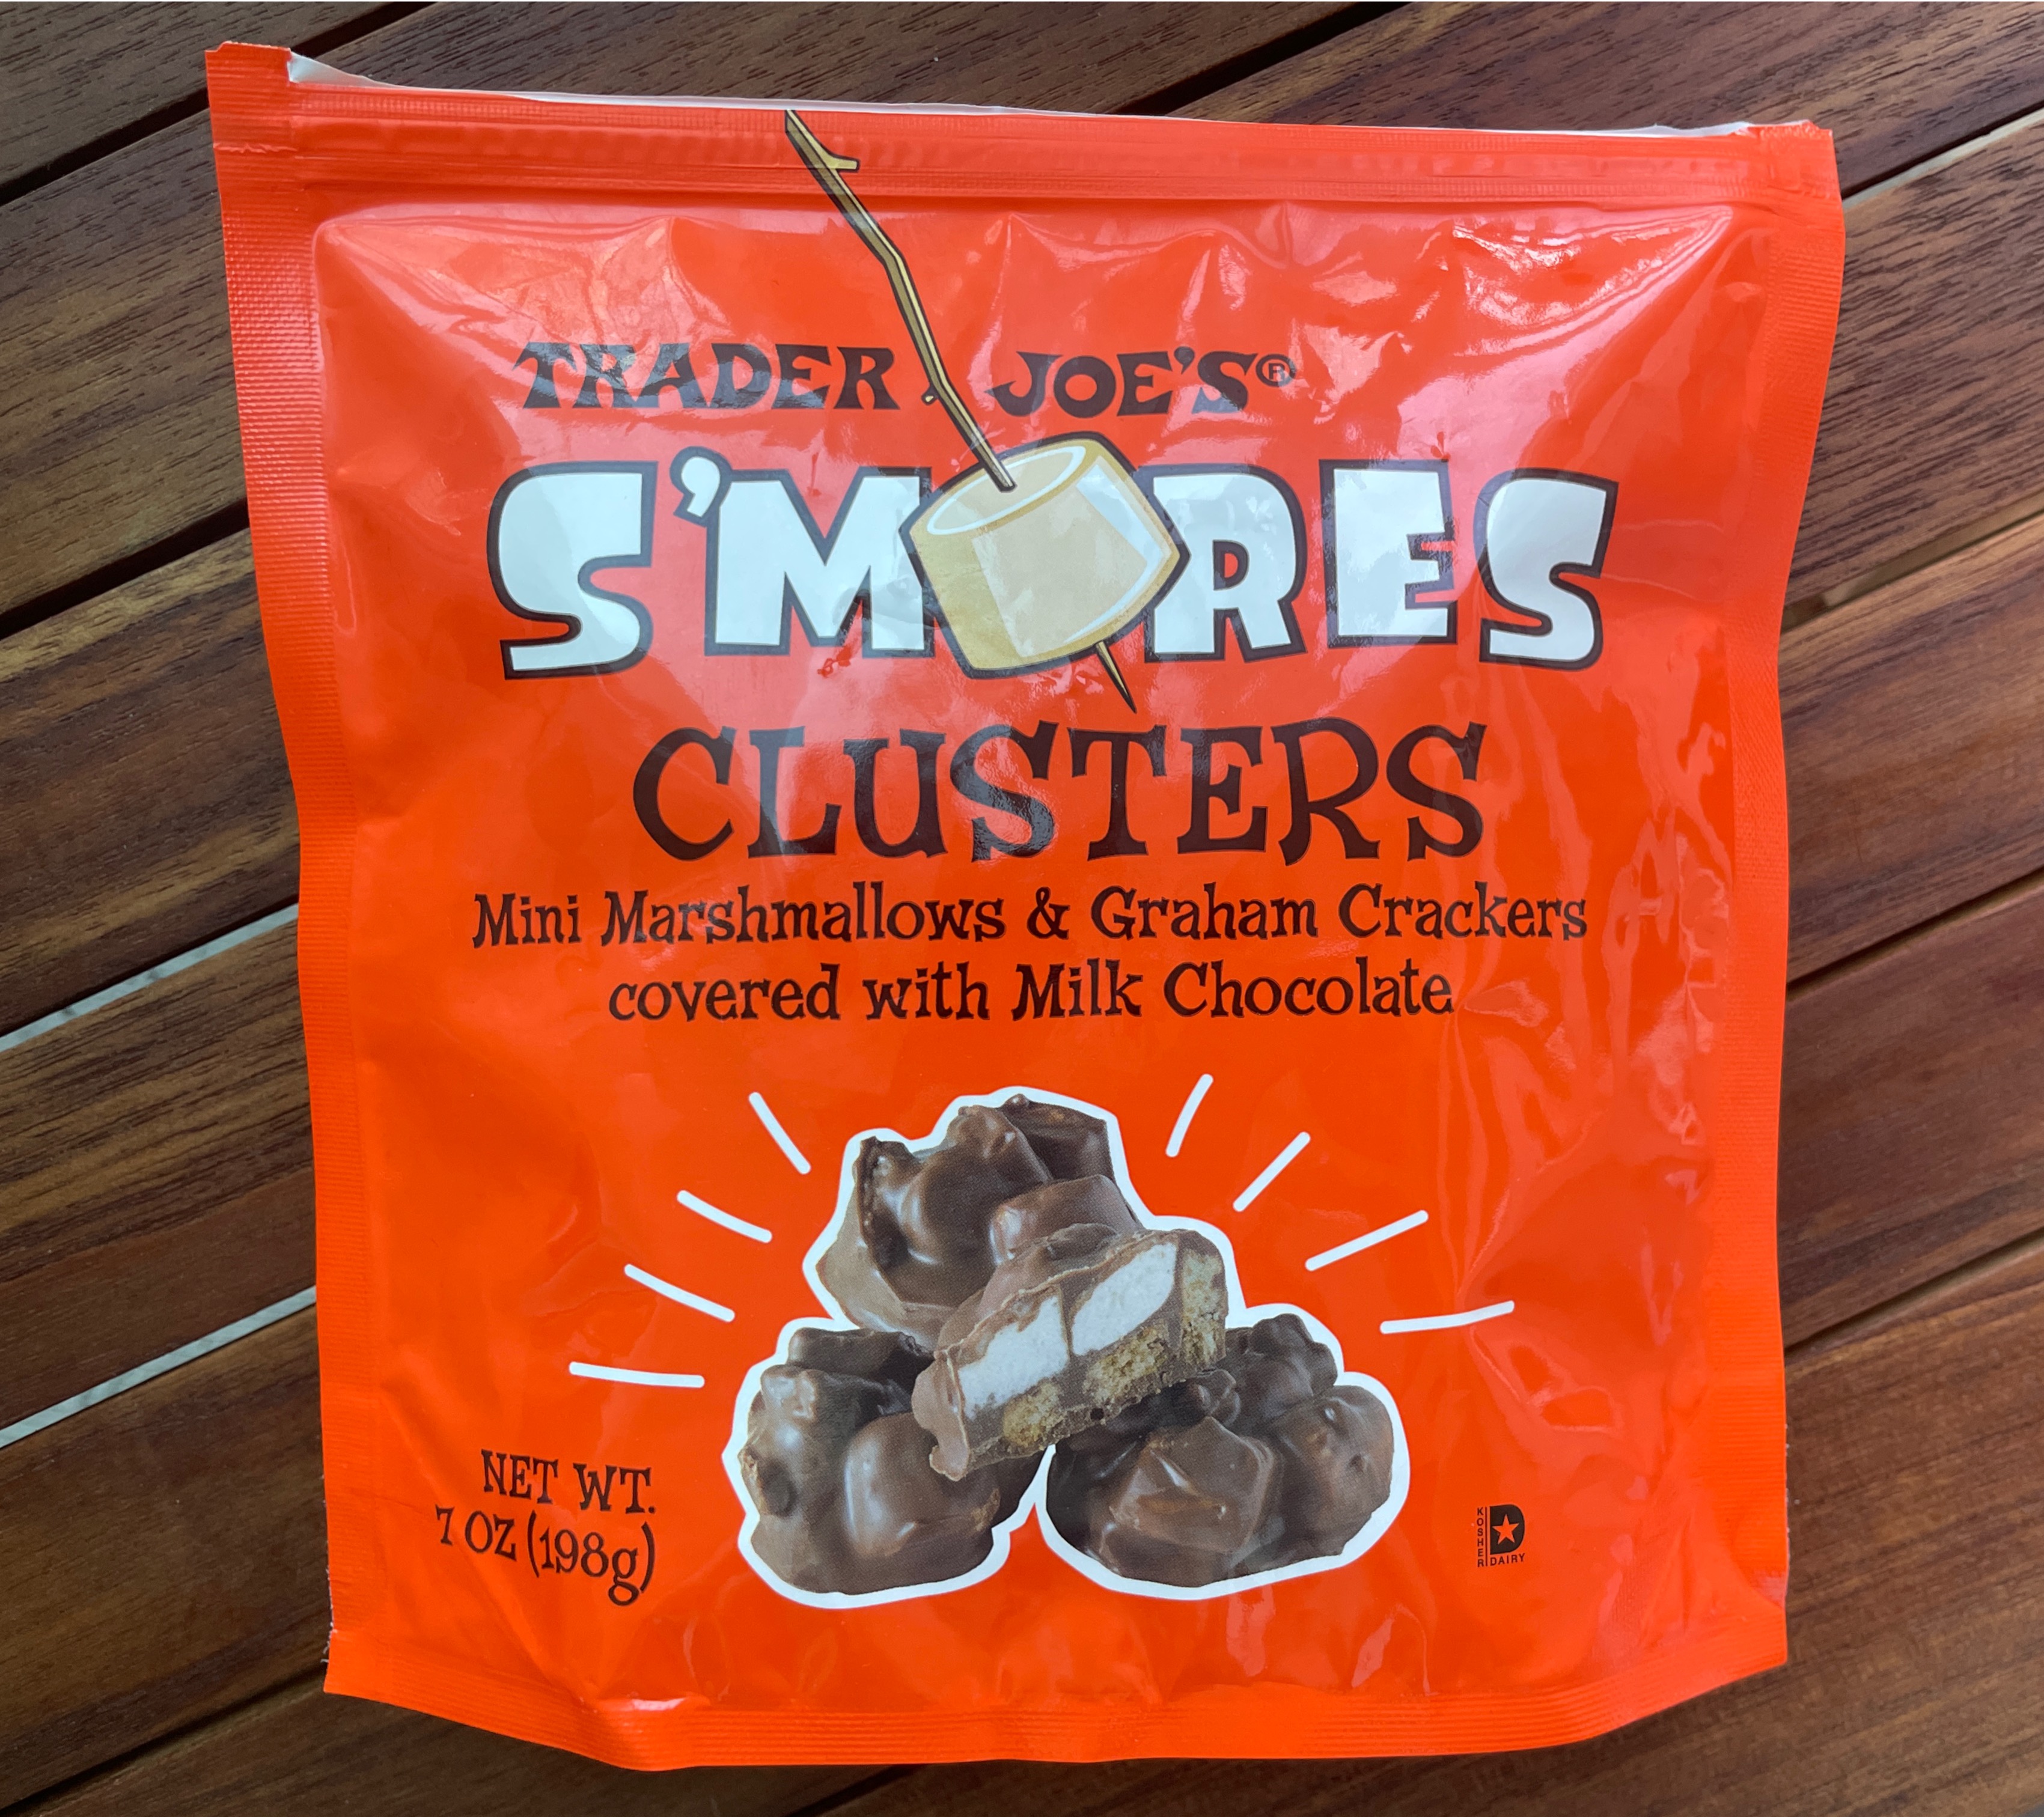 TRADER JOE'S®
S'MORES
CLUSTERS
Mini Marshmallows & Graham Crackers
covered with Milk Chocolate
NET WT.
7 OZ (198g)
KOSHER
D
DAIRY